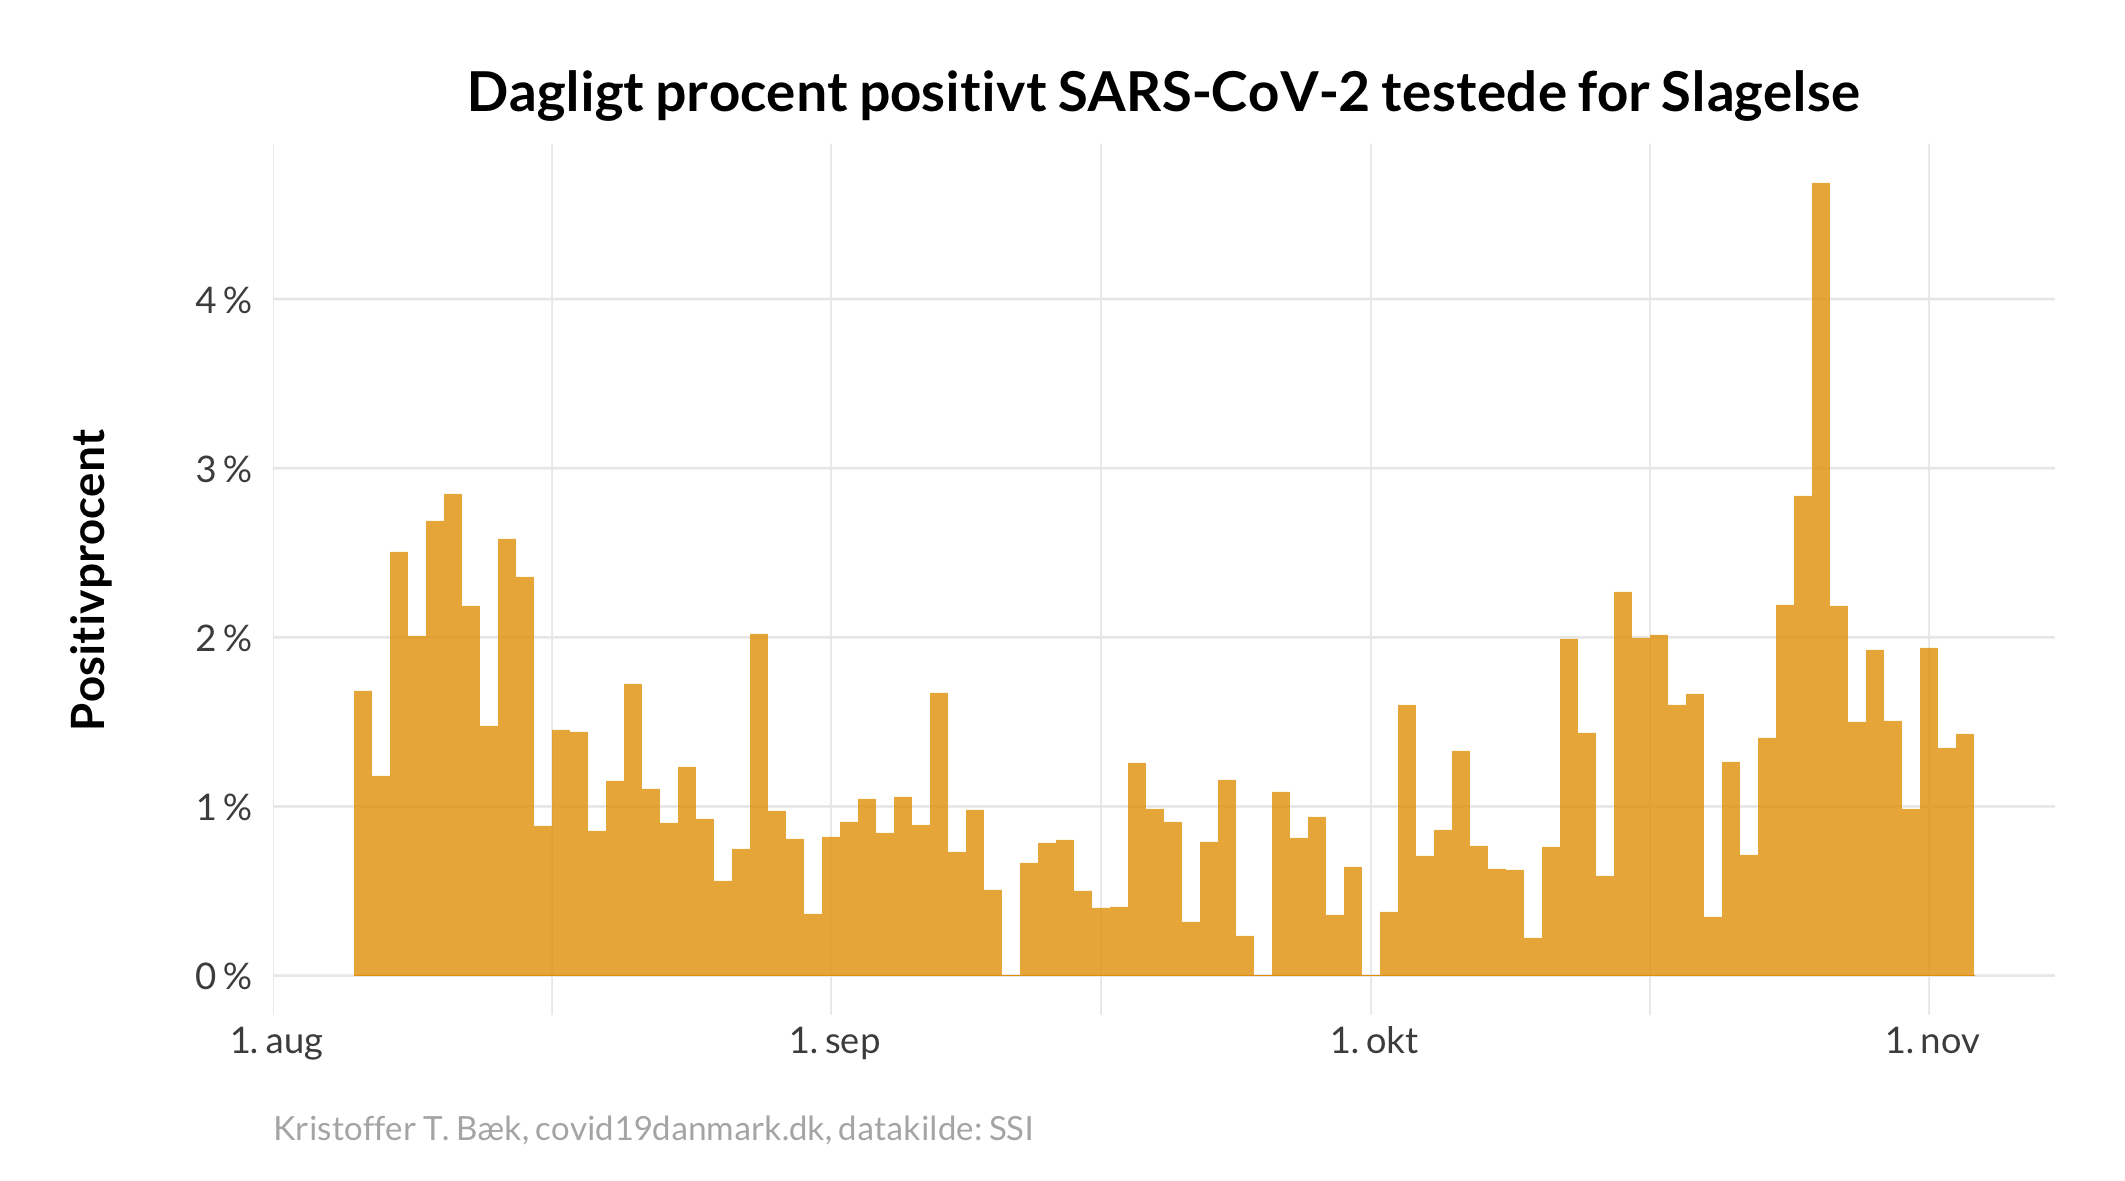 Dagligt procent positivt SARS-CoV-2 testede for Slagelse
Positivprocent
4 %
3 %
2 %
1 %
0 %
1. aug
1. sep
1. okt
1. nov
Kristoffer T. Bæk, covid19danmark.dk, datakilde: SSI